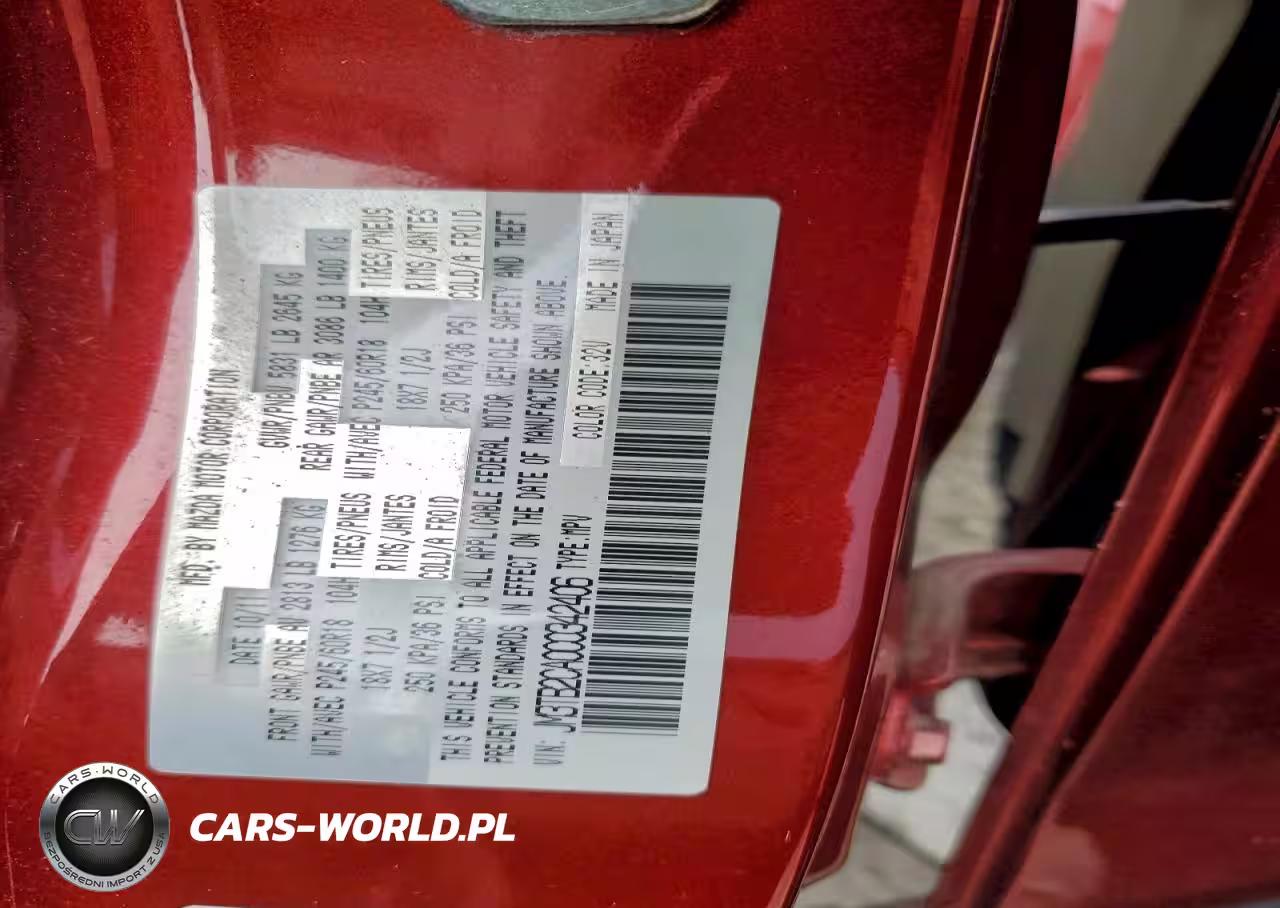 MFD. BY MAZDA MOTOR CORPORATION
DATE 10/11 GVWR/PNBV 5831 LB 2645 KG
FRONT GAWR/PNBE AV 2813 LB 1276 KG REAR GAWR/PNBE AR 3086 LB 1400 KG
WITH/AVEC P245/60R18 104H TIRES/PNEUS WITH/AVEC P245/60R18 104H TIRES/PNEUS
18X7 1/2J RIMS/JANTES 18X7 1/2J RIMS/JANTES
250 KPA/36 PSI COLD/A FROID 250 KPA/36 PSI COLD/A FROID
THIS VEHICLE CONFORMS TO ALL APPLICABLE FEDERAL MOTOR VEHICLE SAFETY AND THEFT
PREVENTION STANDARDS IN EFFECT ON THE DATE OF MANUFACTURE SHOWN ABOVE.
VIN: TYPE:MPV COLOR CODE:32V MADE IN JAPAN
CARS-WORLD
CW
BEZPOŚREDNI IMPORT Z USA
CARS-WORLD.PL